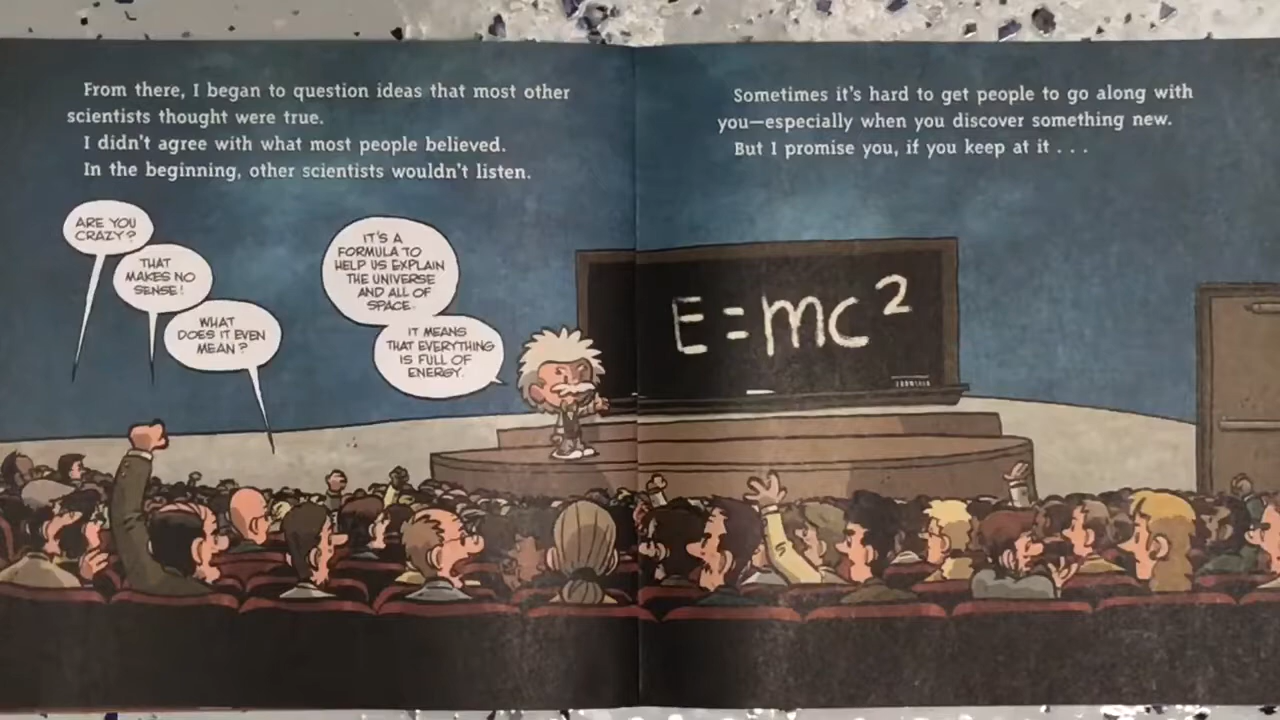 From there, I began to question ideas that most other
scientists thought were true.
I didn't agree with what most people believed.
In the beginning, other scientists wouldn't listen.
ARE YOU
CRAZY?
THAT
MAKES NO
SENSE!
WHAT
DOES IT EVEN
MEAN?
IT'S A
FORMULA TO
HELP US EXPLAIN
THE UNIVERSE
AND ALL OF
SPACE.
IT MEANS
THAT EVERYTHING
IS FULL OF
ENERGY.
Sometimes it's hard to get people to go along with
you—especially when you discover something new.
But I promise you, if you keep at it . . .
E=mc²